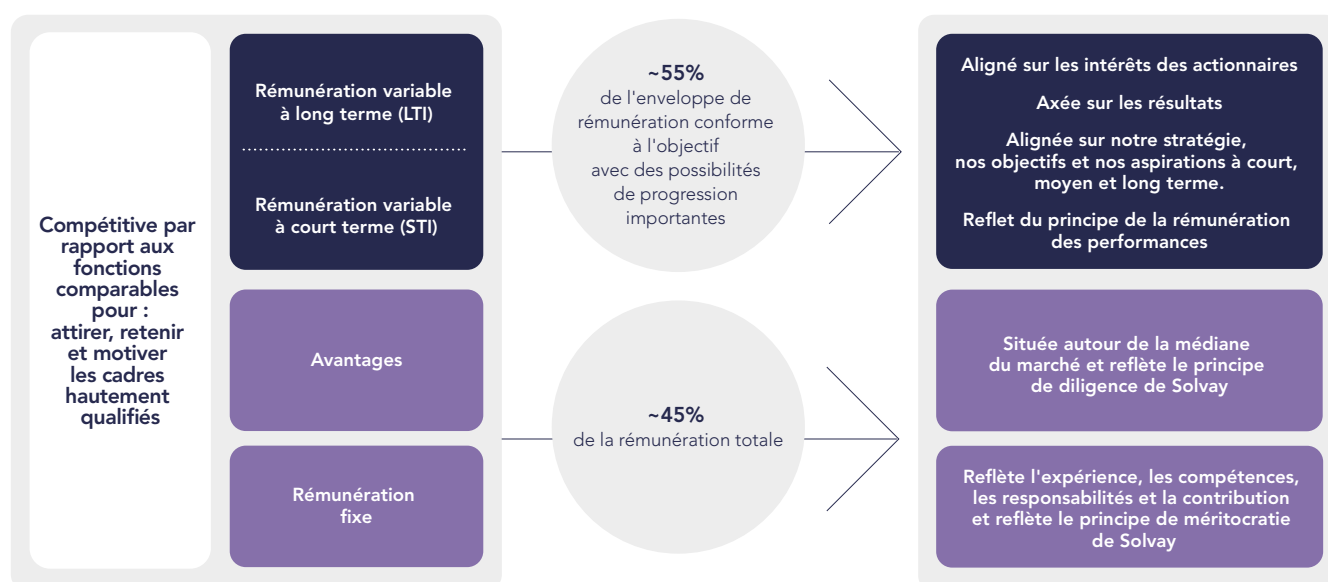 Compétitive par
rapport aux
fonctions
comparables
pour :
attirer, retenir
et motiver
les cadres
hautement
qualifiés
Rémunération variable
à long terme (LTI)
Rémunération variable
à court terme (STI)
Avantages
Rémunération
fixe
~55%
de l'enveloppe de
rémunération conforme
à l'objectif
avec des possibilités
de progression
importantes
~45%
de la rémunération totale
Aligné sur les intérêts des actionnaires
Axée sur les résultats
Alignée sur notre stratégie,
nos objectifs et nos aspirations à court,
moyen et long terme.
Reflet du principe de la rémunération
des performances
Située autour de la médiane
du marché et reflète le principe
de diligence de Solvay
Reflète l'expérience, les compétences,
les responsabilités et la contribution
et reflète le principe de méritocratie
de Solvay